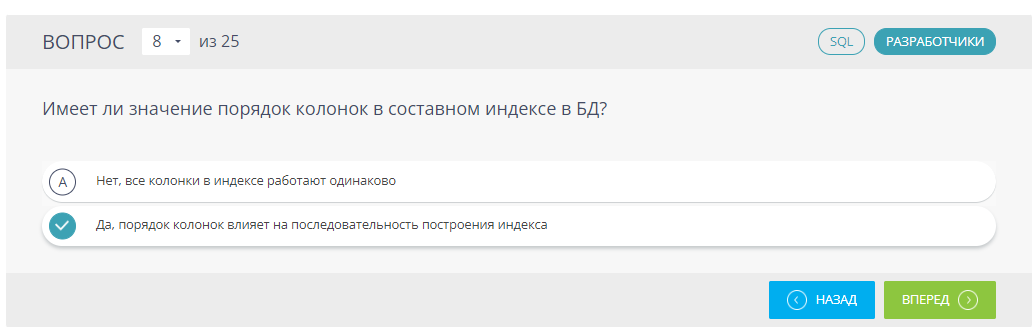 ВОПРОС 8 из 25 SQL РАЗРАБОТЧИКИ
Имеет ли значение порядок колонок в составном индексе в БД?
A Нет, все колонки в индексе работают одинаково
Да, порядок колонок влияет на последовательность построения индекса
НАЗАД ВПЕРЕД